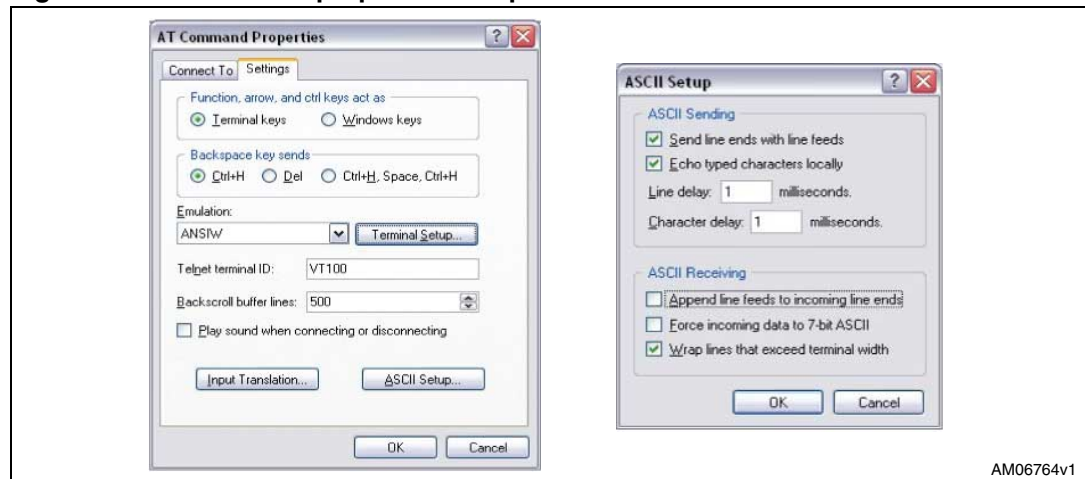 AT Command Properties
Connect To Settings
Function, arrow, and ctrl keys act as
Terminal keys Windows keys
Backspace key sends
Ctrl+H Del Ctrl+H, Space, Ctrl+H
Emulation:
ANSIW Terminal Setup...
Telnet terminal ID: VT100
Backscroll buffer lines: 500
Play sound when connecting or disconnecting
Input Translation... ASCII Setup...
OK Cancel
ASCII Setup
ASCII Sending
Send line ends with line feeds
Echo typed characters locally
Line delay: 1 milliseconds.
Character delay: 1 milliseconds.
ASCII Receiving
Append line feeds to incoming line ends
Force incoming data to 7-bit ASCII
Wrap lines that exceed terminal width
OK Cancel
AM06764v1